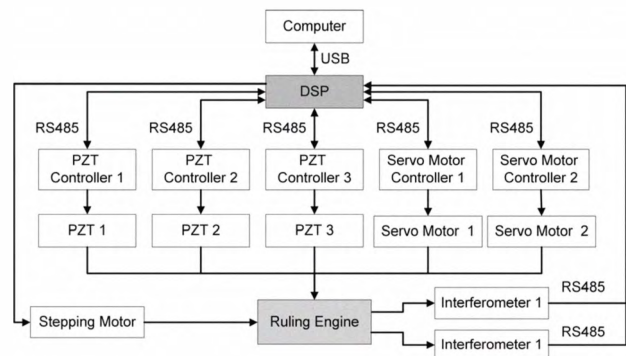 Computer
USB
DSP
RS485 RS485 RS485 RS485 RS485
PZT Controller 1
PZT Controller 2
PZT Controller 3
Servo Motor Controller 1
Servo Motor Controller 2
PZT 1
PZT 2
PZT 3
Servo Motor 1
Servo Motor 2
Stepping Motor
Ruling Engine
Interferometer 1
RS485
Interferometer 1
RS485